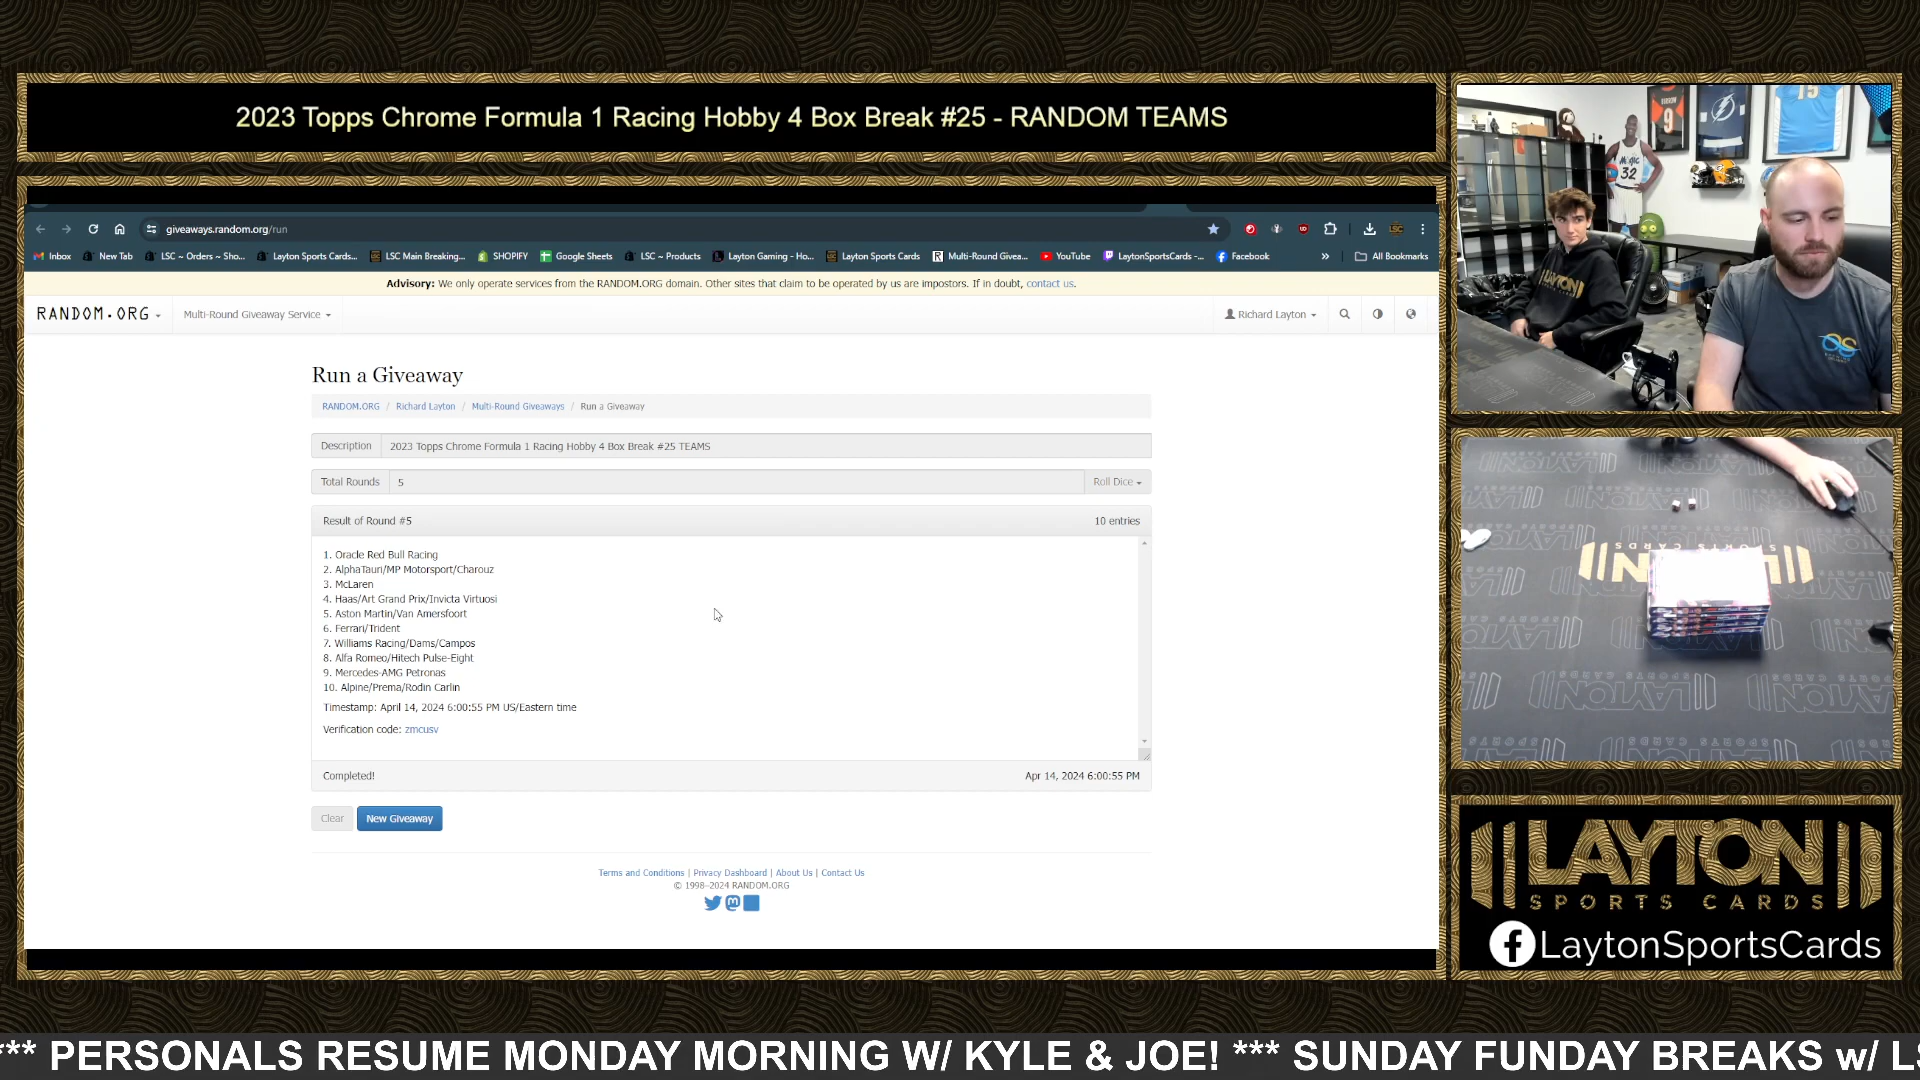 2023 Topps Chrome Formula 1 Racing Hobby 4 Box Break #25 - RANDOM TEAMS
giveaways.random.org/run
Inbox New Tab LSC ~ Orders ~ Sho... Layton Sports Cards... LSC Main Breaking... SHOPIFY Google Sheets LSC ~ Products Layton Gaming - Ho... Layton Sports Cards Multi-Round Givea... YouTube LaytonSportsCards -... Facebook » All Bookmarks
Advisory: We only operate services from the RANDOM.ORG domain. Other sites that claim to be operated by us are impostors. If in doubt, contact us.
RANDOM.ORG Multi-Round Giveaway Service Richard Layton
Run a Giveaway
RANDOM.ORG / Richard Layton / Multi-Round Giveaways / Run a Giveaway
Description 2023 Topps Chrome Formula 1 Racing Hobby 4 Box Break #25 TEAMS
Total Rounds 5 Roll Dice
Result of Round #5 10 entries
1. Oracle Red Bull Racing
2. AlphaTauri/MP Motorsport/Charouz
3. McLaren
4. Haas/Art Grand Prix/Invicta Virtuosi
5. Aston Martin/Van Amersfoort
6. Ferrari/Trident
7. Williams Racing/Dams/Campos
8. Alfa Romeo/Hitech Pulse-Eight
9. Mercedes-AMG Petronas
10. Alpine/Prema/Rodin Carlin
Timestamp: April 14, 2024 6:00:55 PM US/Eastern time
Verification code: zmcusv
Completed! Apr 14, 2024 6:00:55 PM
Clear New Giveaway
Terms and Conditions | Privacy Dashboard | About Us | Contact Us
© 1998–2024 RANDOM.ORG
Magic
32
9
15
LAYTON
LAYTON
SPORTS CARDS
LAYTON
SPORTS CARDS
LaytonSportsCards
*** PERSONALS RESUME MONDAY MORNING W/ KYLE & JOE! *** SUNDAY FUNDAY BREAKS w/ LS